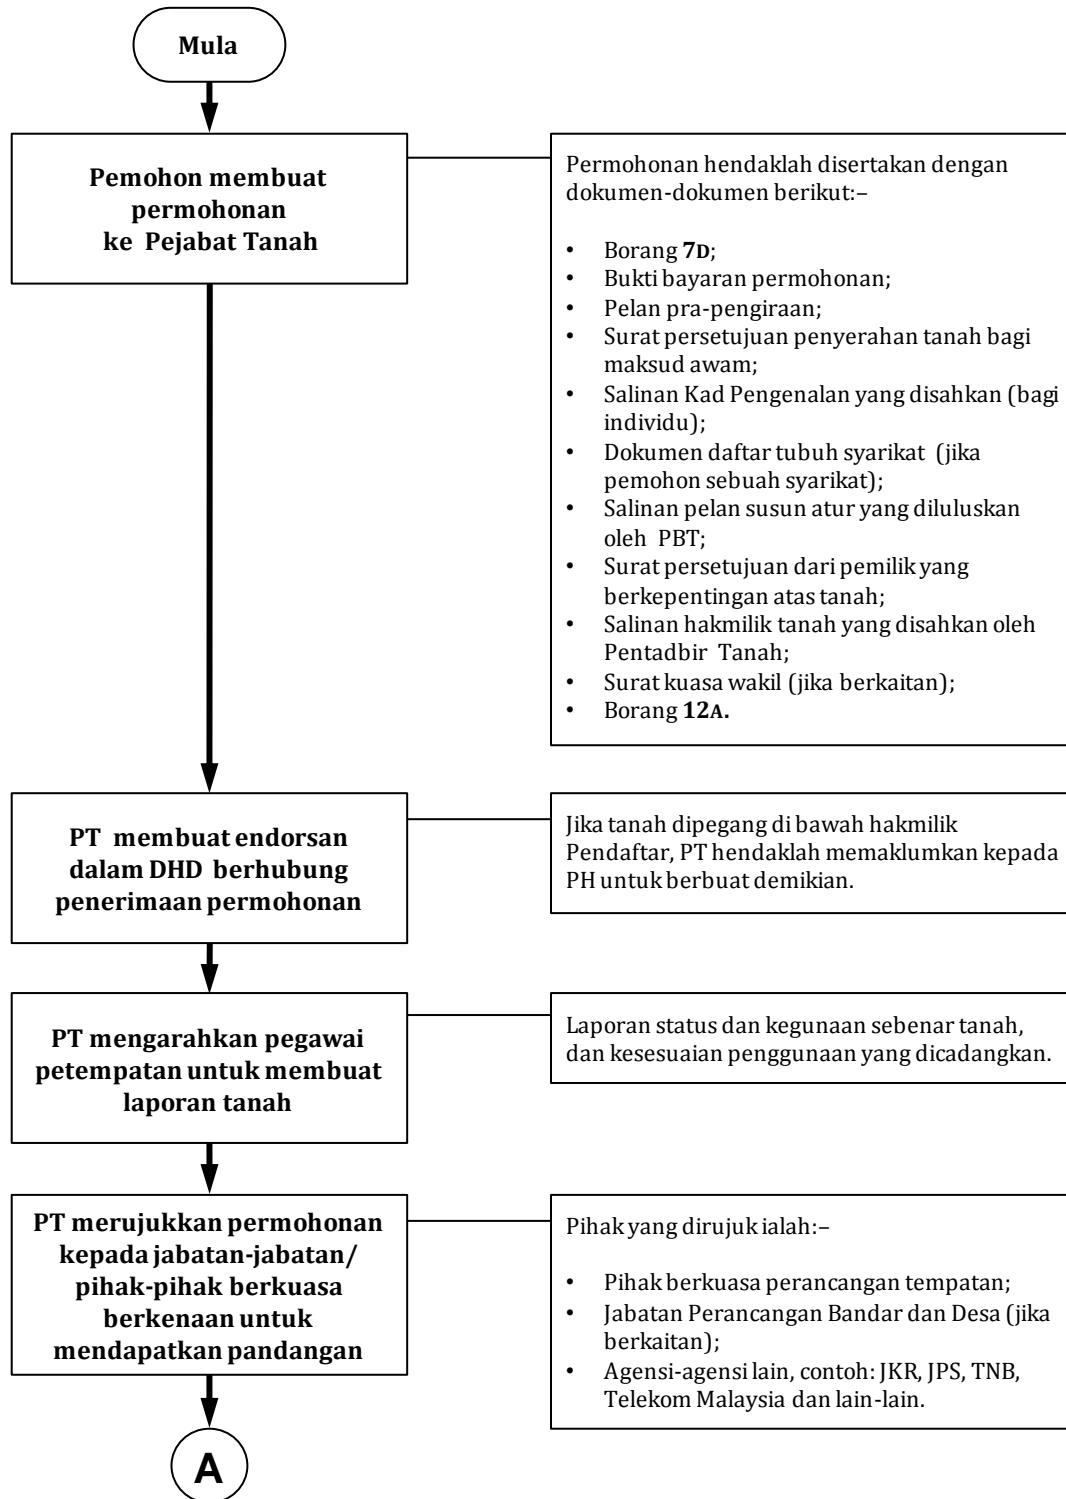 Mula
Pemohon membuat
permohonan
ke Pejabat Tanah
Permohonan hendaklah disertakan dengan
dokumen-dokumen berikut:–
• Borang 7D;
• Bukti bayaran permohonan;
• Pelan pra-pengiraan;
• Surat persetujuan penyerahan tanah bagi
maksud awam;
• Salinan Kad Pengenalan yang disahkan (bagi
individu);
• Dokumen daftar tubuh syarikat (jika
pemohon sebuah syarikat);
• Salinan pelan susun atur yang diluluskan
oleh PBT;
• Surat persetujuan dari pemilik yang
berkepentingan atas tanah;
• Salinan hakmilik tanah yang disahkan oleh
Pentadbir Tanah;
• Surat kuasa wakil (jika berkaitan);
• Borang 12A.
PT membuat endorsan
dalam DHD berhubung
penerimaan permohonan
Jika tanah dipegang di bawah hakmilik
Pendaftar, PT hendaklah memaklumkan kepada
PH untuk berbuat demikian.
PT mengarahkan pegawai
petempatan untuk membuat
laporan tanah
Laporan status dan kegunaan sebenar tanah,
dan kesesuaian penggunaan yang dicadangkan.
PT merujukkan permohonan
kepada jabatan-jabatan/
pihak-pihak berkuasa
berkenaan untuk
mendapatkan pandangan
Pihak yang dirujuk ialah:–
• Pihak berkuasa perancangan tempatan;
• Jabatan Perancangan Bandar dan Desa (jika
berkaitan);
• Agensi-agensi lain, contoh: JKR, JPS, TNB,
Telekom Malaysia dan lain-lain.
A